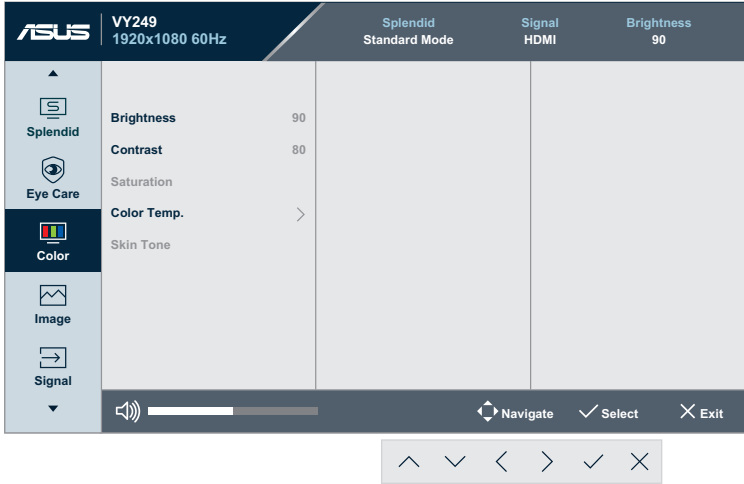 ASUS
VY249
1920x1080 60Hz
Splendid
Standard Mode
Signal
HDMI
Brightness
90
Splendid
Eye Care
Color
Image
Signal
Brightness 90
Contrast 80
Saturation
Color Temp.
Skin Tone
Navigate Select Exit